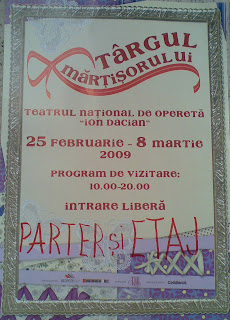 TÂRGUL
mărțișorului
TEATRUL NAȚIONAL DE OPERETĂ
"ION DACIAN"
25 FEBRUARIE - 8 MARTIE
2009
PROGRAM DE VIZITARE:
10.00-20.00
INTRARE LIBERĂ
PARTER și ETAJ